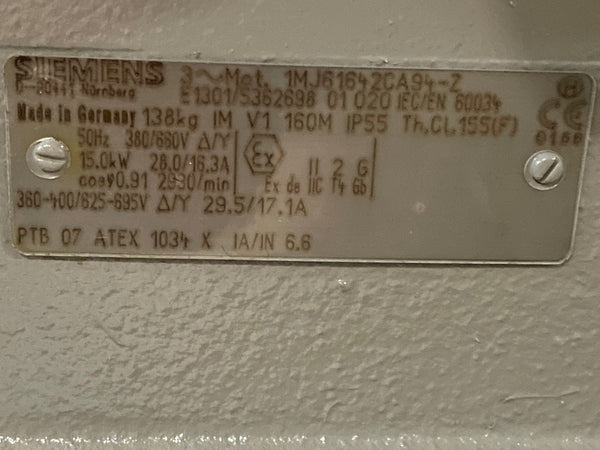 SIEMENS 3~Mot. 1MJ61642CA94-Z
D-90441 Nürnberg E1301/5362698 01 020 IEC/EN 60034
Made in Germany 138kg IM V1 160M IP55 Th.Cl.155(F)
50Hz 380/660V Δ/Y
15.0kW 28.0/16.3A Ex II 2 G
cosφ0.91 2930/min Ex de IIC T4 Gb
360-400/625-695V Δ/Y 29.5/17.1A
PTB 07 ATEX 1034 X IA/IN 6.6
CE